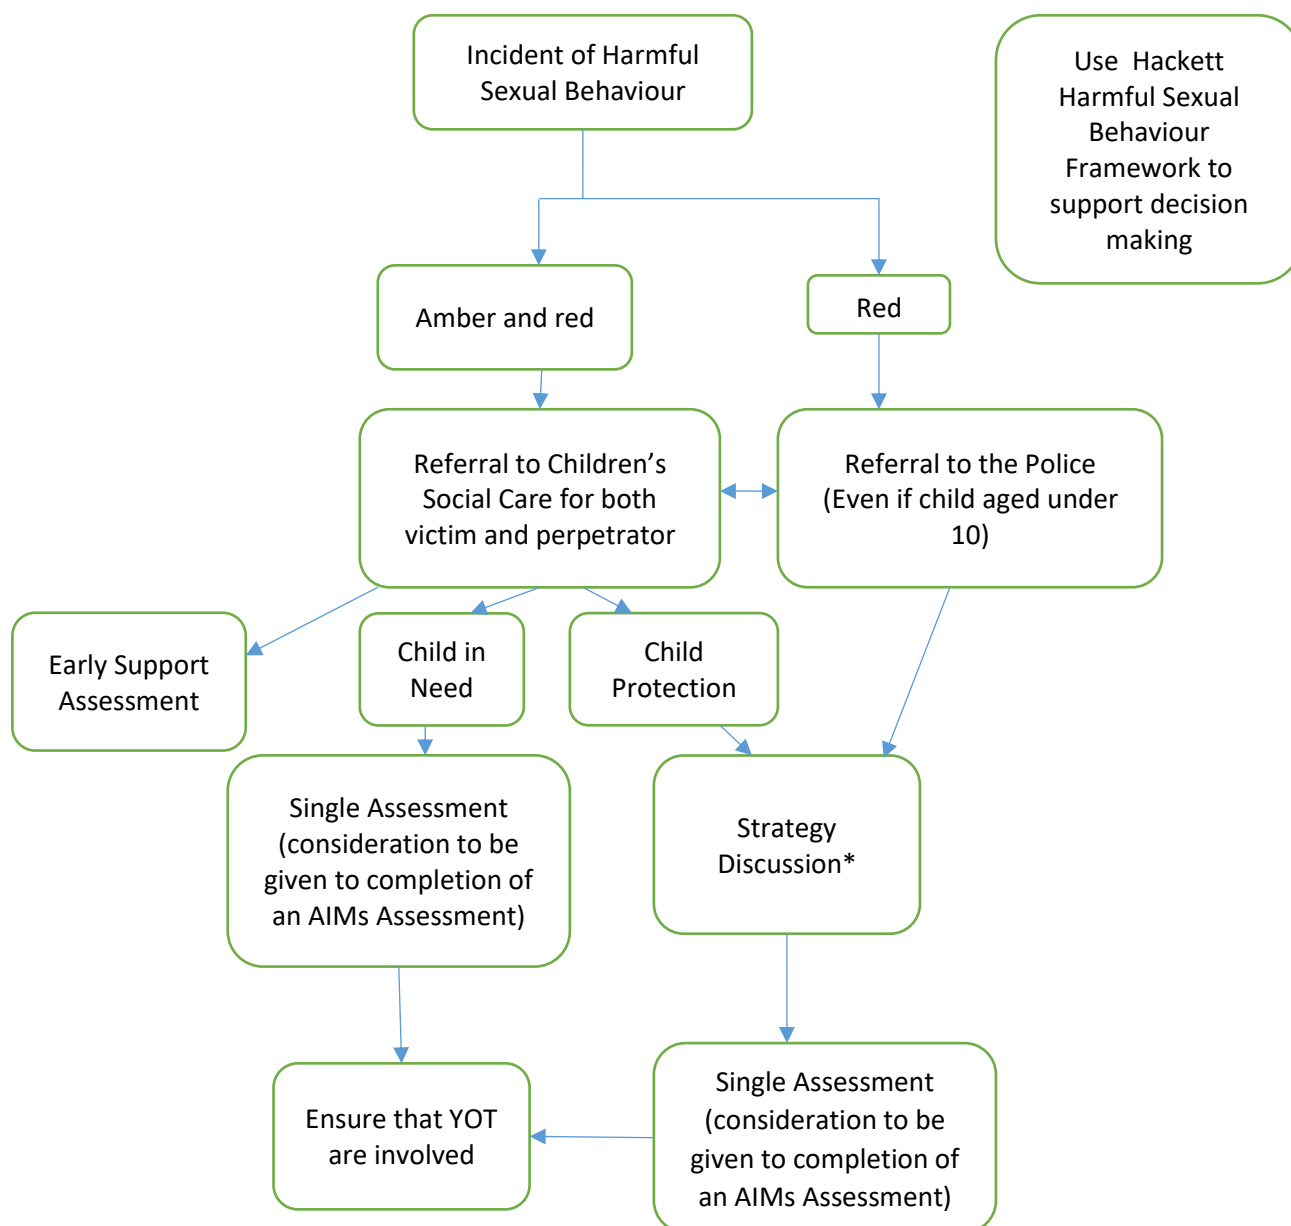 Incident of Harmful
Sexual Behaviour
Use  Hackett
Harmful Sexual
Behaviour
Framework to
support decision
making
Amber and red
Red
Referral to Children’s
Social Care for both
victim and perpetrator
Referral to the Police
(Even if child aged under
10)
Early Support
Assessment
Child in
Need
Child
Protection
Single Assessment
(consideration to be
given to completion of
an AIMs Assessment)
Strategy
Discussion*
Ensure that YOT
are involved
Single Assessment
(consideration to be
given to completion of
an AIMs Assessment)